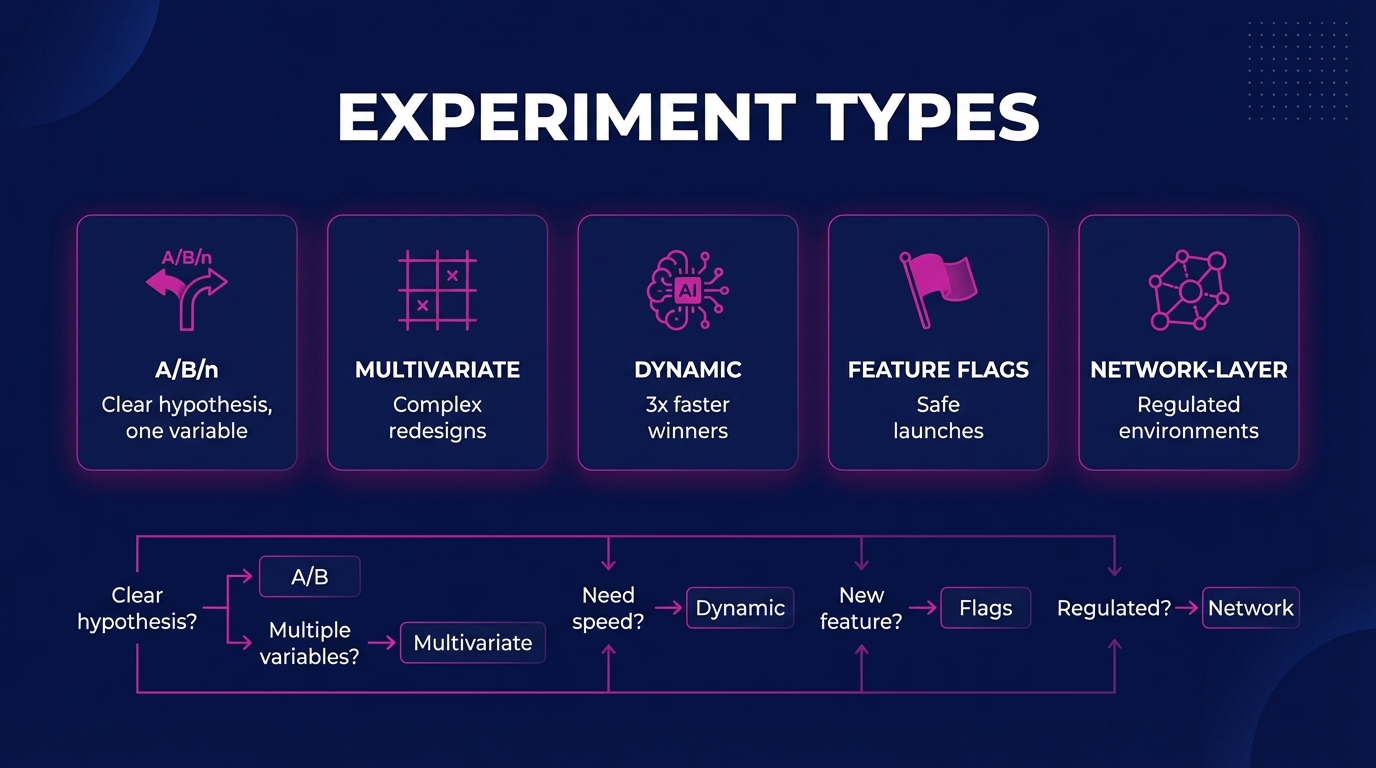 EXPERIMENT TYPES
A/B/n
A/B/n
Clear hypothesis,
one variable
MULTIVARIATE
Complex
redesigns
AI
DYNAMIC
3x faster
winners
FEATURE FLAGS
Safe
launches
NETWORK-LAYER
Regulated
environments
Clear
hypothesis?
A/B
Multiple
variables?
Multivariate
Need
speed?
Dynamic
New
feature?
Flags
Regulated?
Network